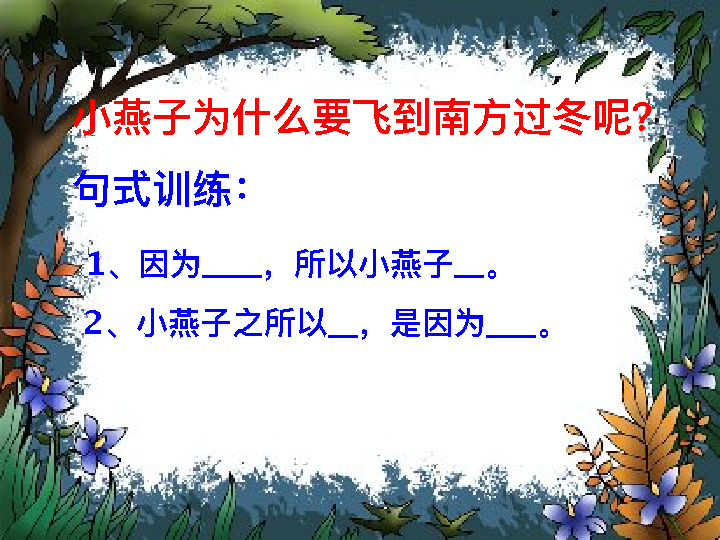 小燕子为什么要飞到南方过冬呢?
句式训练：
1、因为____，所以小燕子__。
2、小燕子之所以__，是因为___。